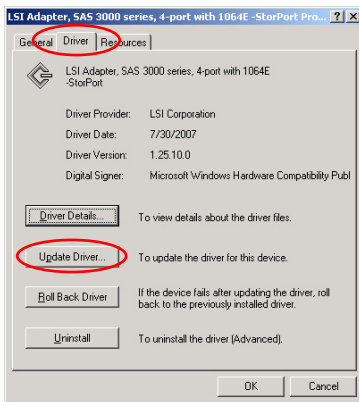 LSI Adapter, SAS 3000 series, 4-port with 1064E -StorPort Pro...
General Driver Resources
LSI Adapter, SAS 3000 series, 4-port with 1064E
-StorPort
Driver Provider: LSI Corporation
Driver Date: 7/30/2007
Driver Version: 1.25.10.0
Digital Signer: Microsoft Windows Hardware Compatibility Publ
Driver Details... To view details about the driver files.
Update Driver... To update the driver for this device.
Roll Back Driver If the device fails after updating the driver, roll
back to the previously installed driver.
Uninstall To uninstall the driver (Advanced).
OK Cancel